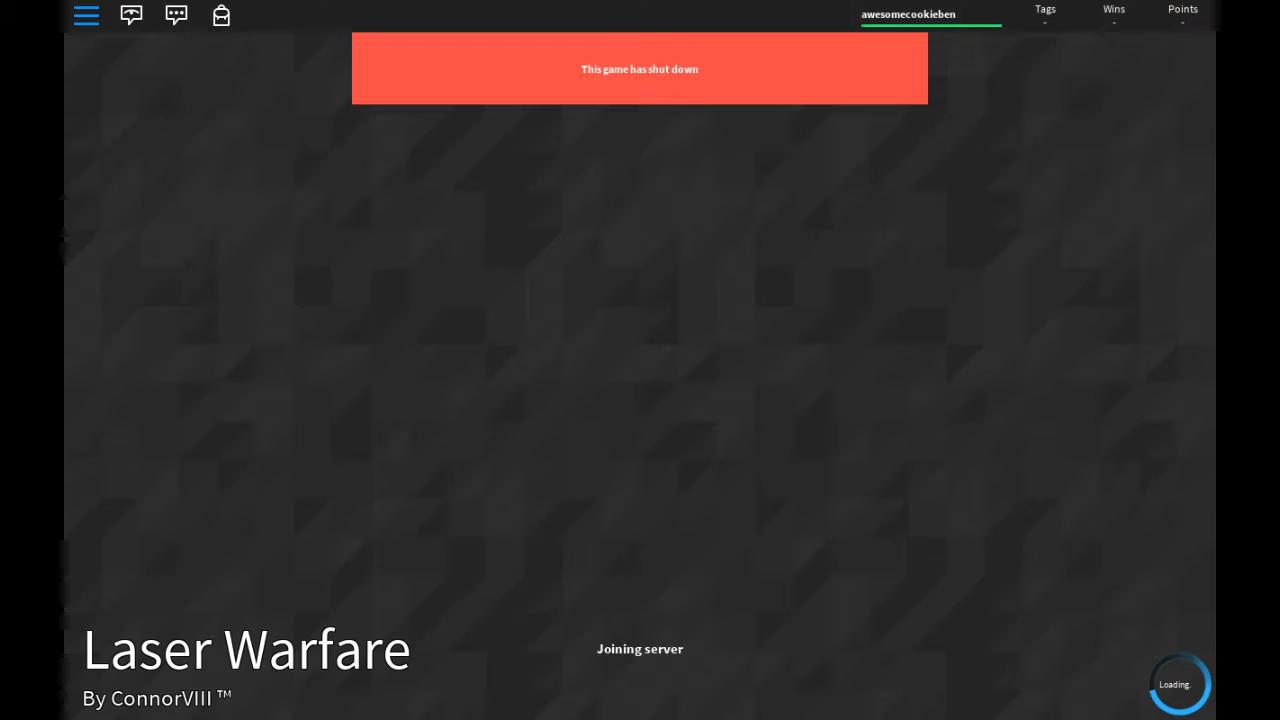 awesomecookieben
Tags
Wins
Points
-
-
-
This game has shut down
Laser Warfare
Joining server
Loading.
By ConnorVIII ™